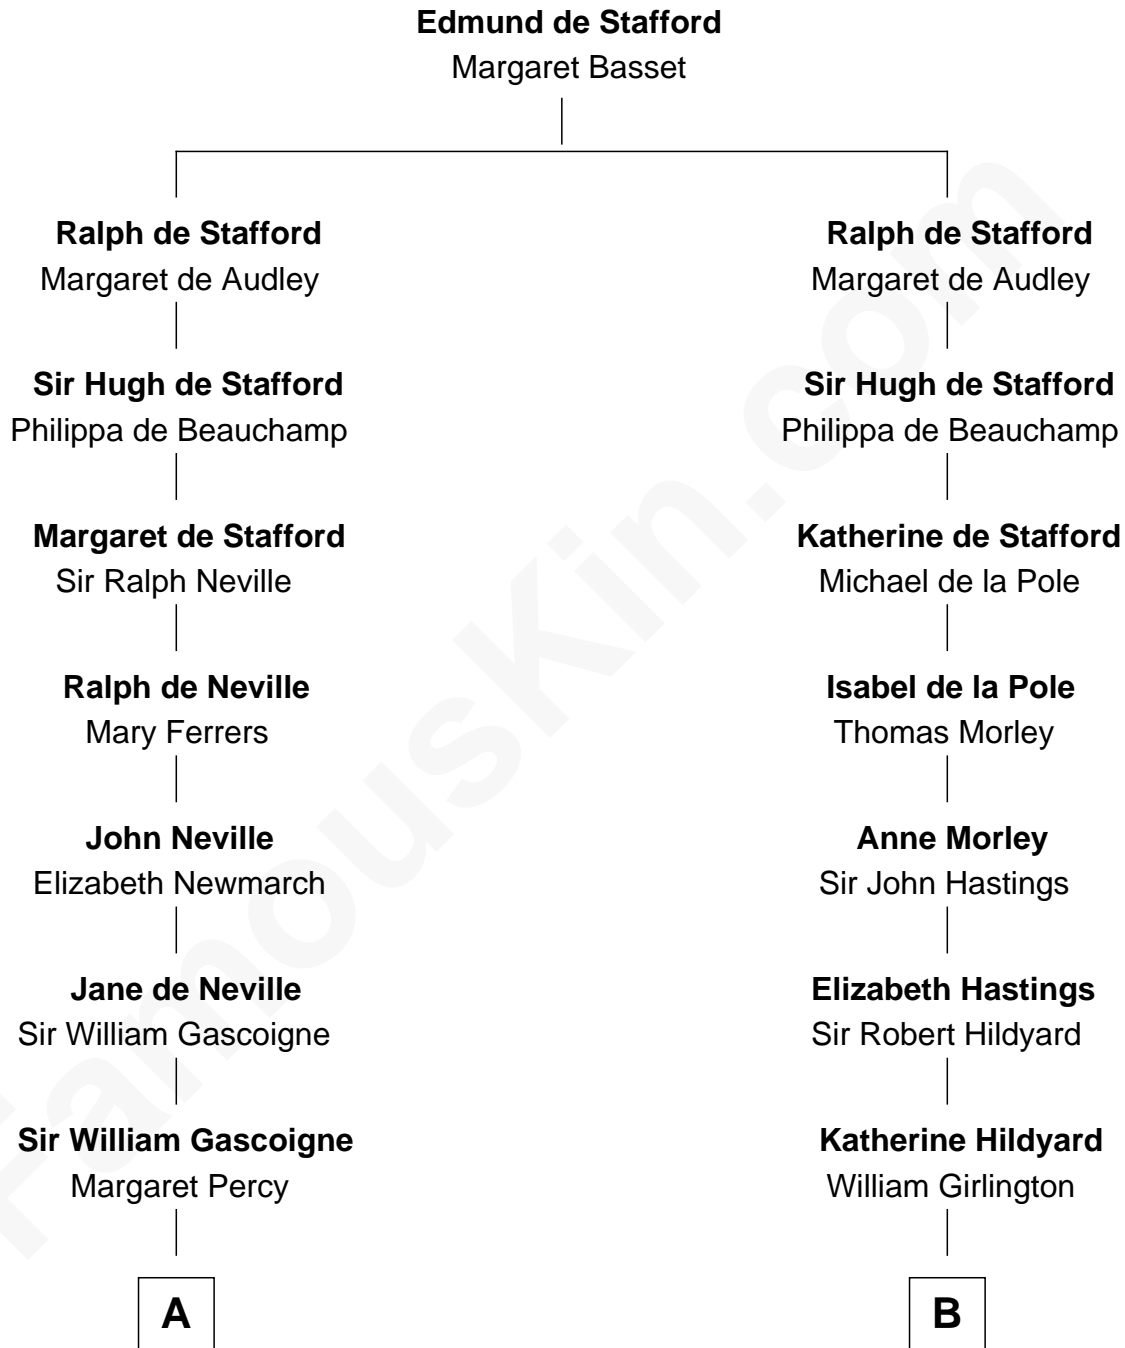 Edmund de Stafford
Margaret Basset
Ralph de Stafford
Margaret de Audley
Sir Hugh de Stafford
Philippa de Beauchamp
Margaret de Stafford
Sir Ralph Neville
Ralph de Neville
Mary Ferrers
John Neville
Elizabeth Newmarch
Jane de Neville
Sir William Gascoigne
Sir William Gascoigne
Margaret Percy
A
Ralph de Stafford
Margaret de Audley
Sir Hugh de Stafford
Philippa de Beauchamp
Katherine de Stafford
Michael de la Pole
Isabel de la Pole
Thomas Morley
Anne Morley
Sir John Hastings
Elizabeth Hastings
Sir Robert Hildyard
Katherine Hildyard
William Girlington
B
FamousKin.com